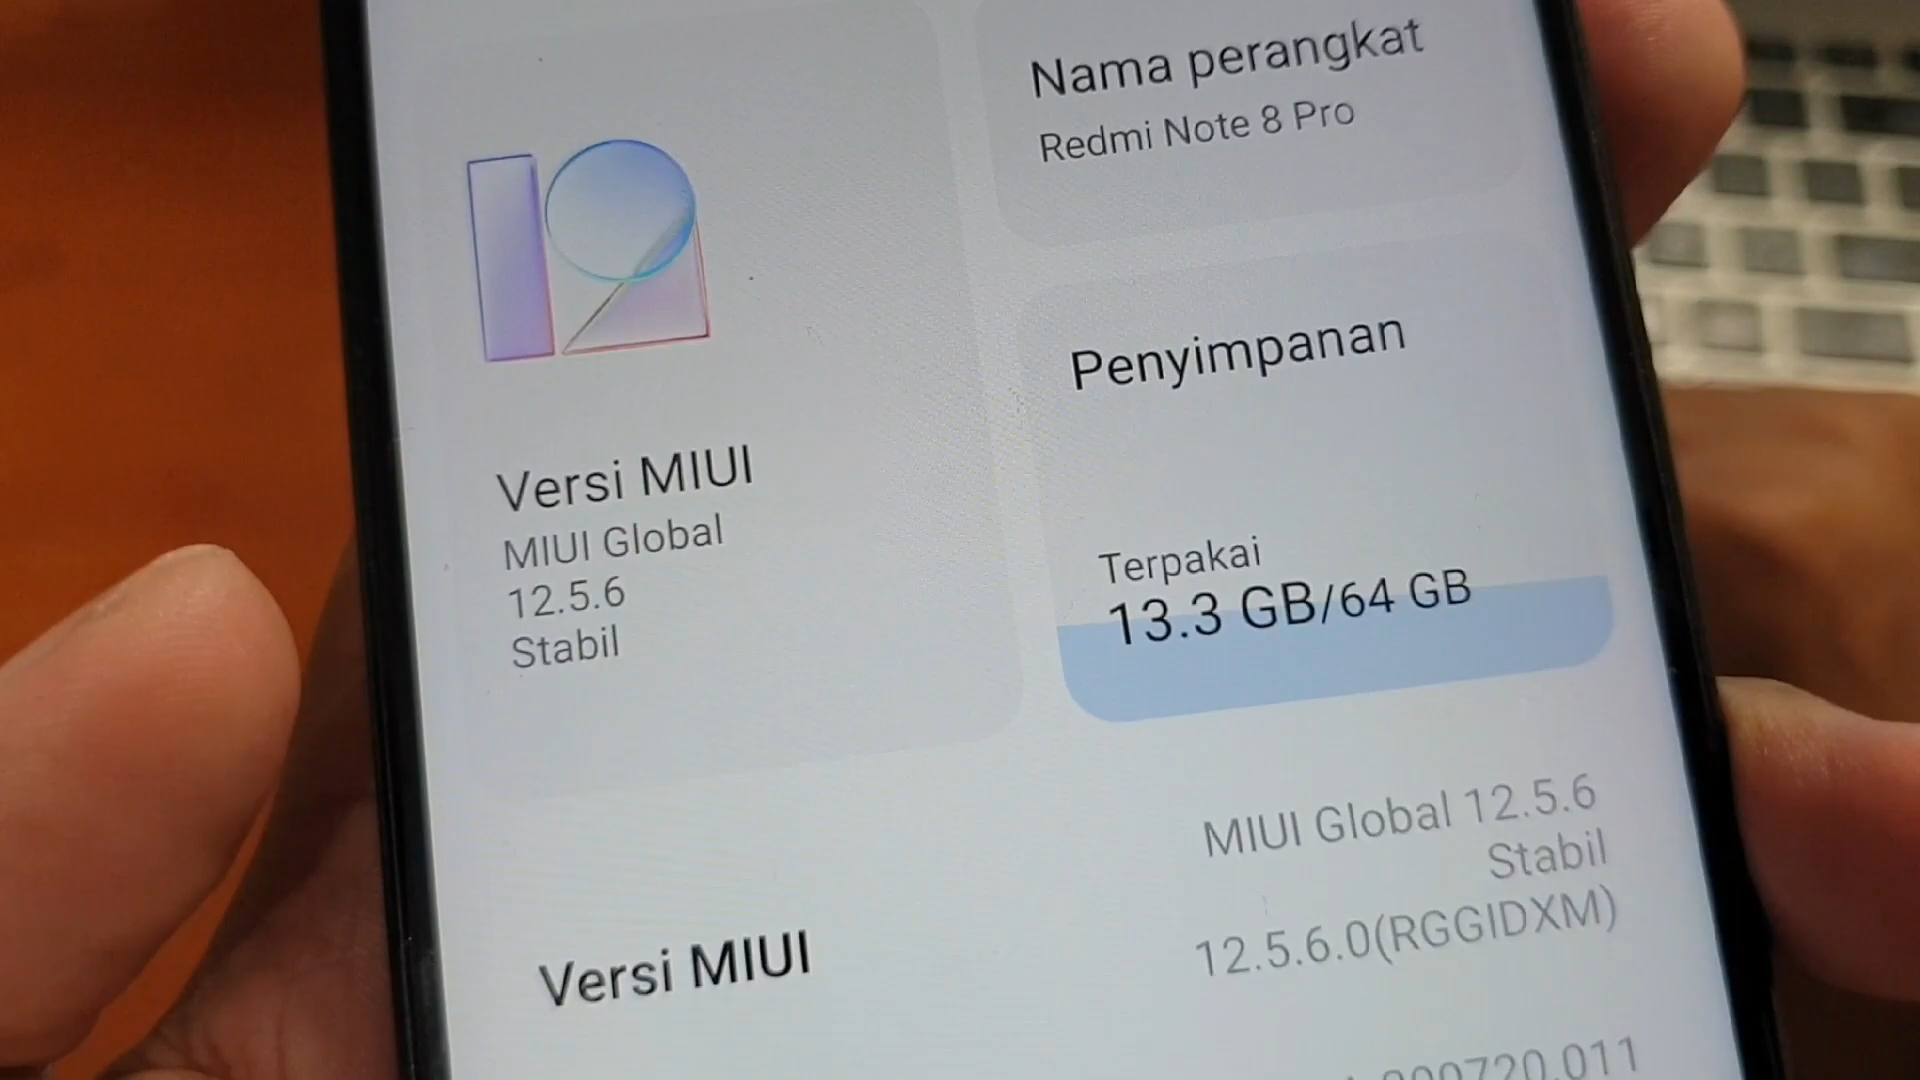 12
Nama perangkat
Redmi Note 8 Pro
Versi MIUI
MIUI Global
12.5.6
Stabil
Penyimpanan
Terpakai
13.3 GB/64 GB
Versi MIUI
MIUI Global 12.5.6
Stabil
12.5.6.0(RGGIDXM)